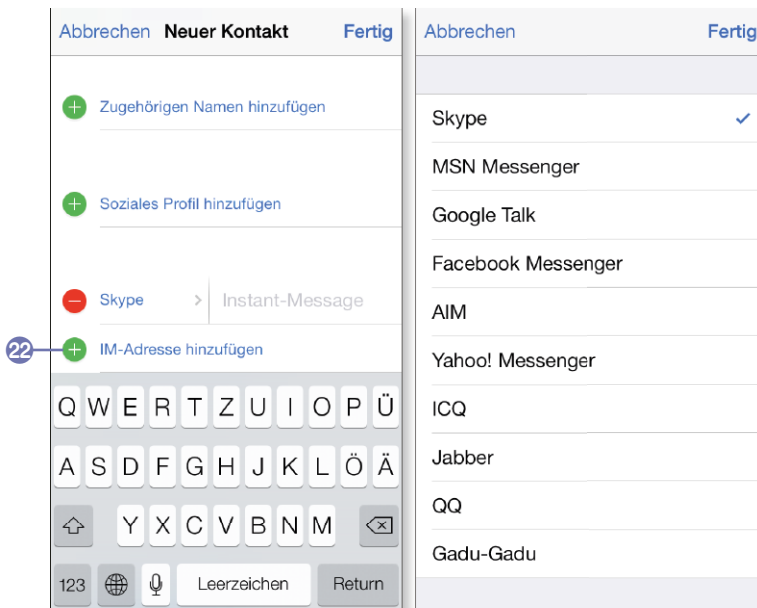 Abbrechen Neuer Kontakt Fertig
Zugehörigen Namen hinzufügen
Soziales Profil hinzufügen
Skype > Instant-Message
22 IM-Adresse hinzufügen
Q W E R T Z U I O P Ü
A S D F G H J K L Ö Ä
Y X C V B N M
123 Leerzeichen Return
Abbrechen Fertig
Skype
MSN Messenger
Google Talk
Facebook Messenger
AIM
Yahoo! Messenger
ICQ
Jabber
QQ
Gadu-Gadu